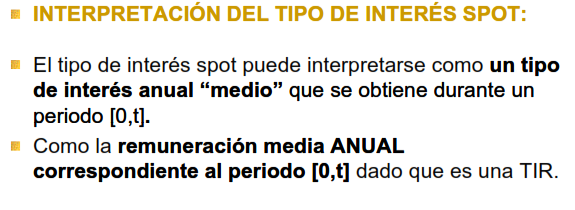 INTERPRETACIÓN DEL TIPO DE INTERÉS SPOT:
El tipo de interés spot puede interpretarse como un tipo
de interés anual “medio” que se obtiene durante un
periodo [0,t].
Como la remuneración media ANUAL
correspondiente al periodo [0,t] dado que es una TIR.